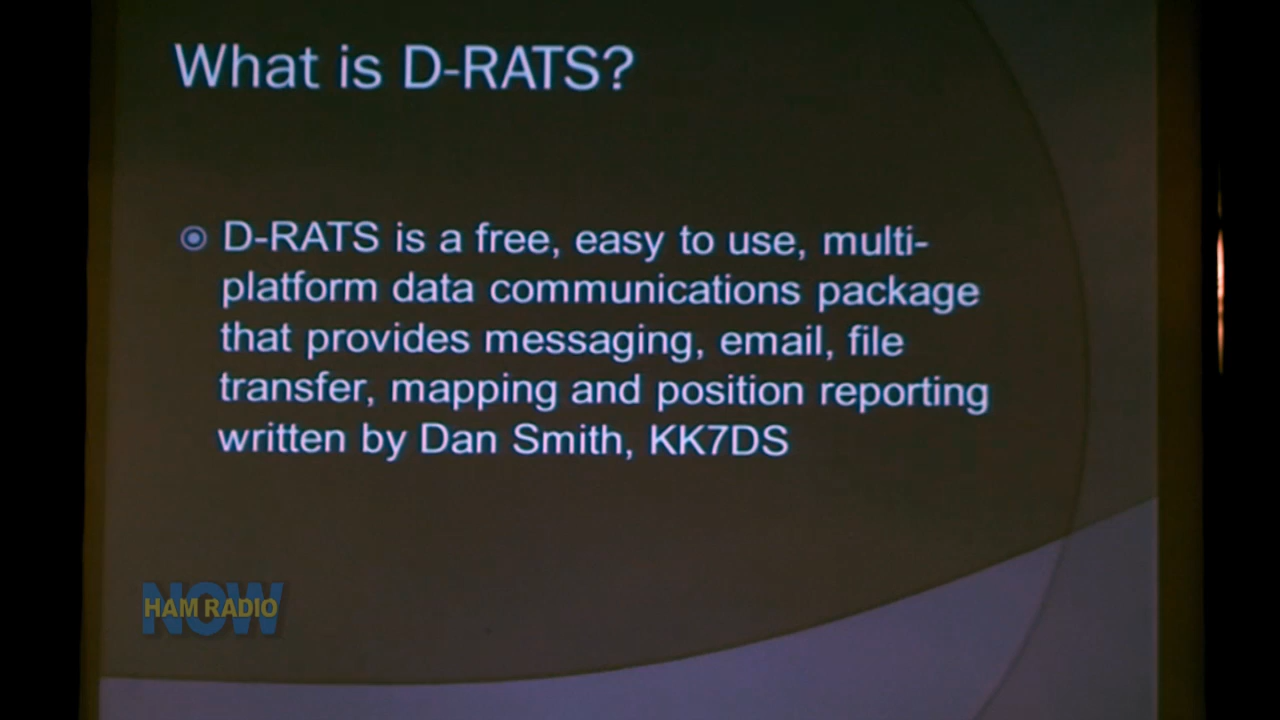 What is D-RATS?
D-RATS is a free, easy to use, multi-
platform data communications package
that provides messaging, email, file
transfer, mapping and position reporting
written by Dan Smith, KK7DS
HAM RADIO
NOW